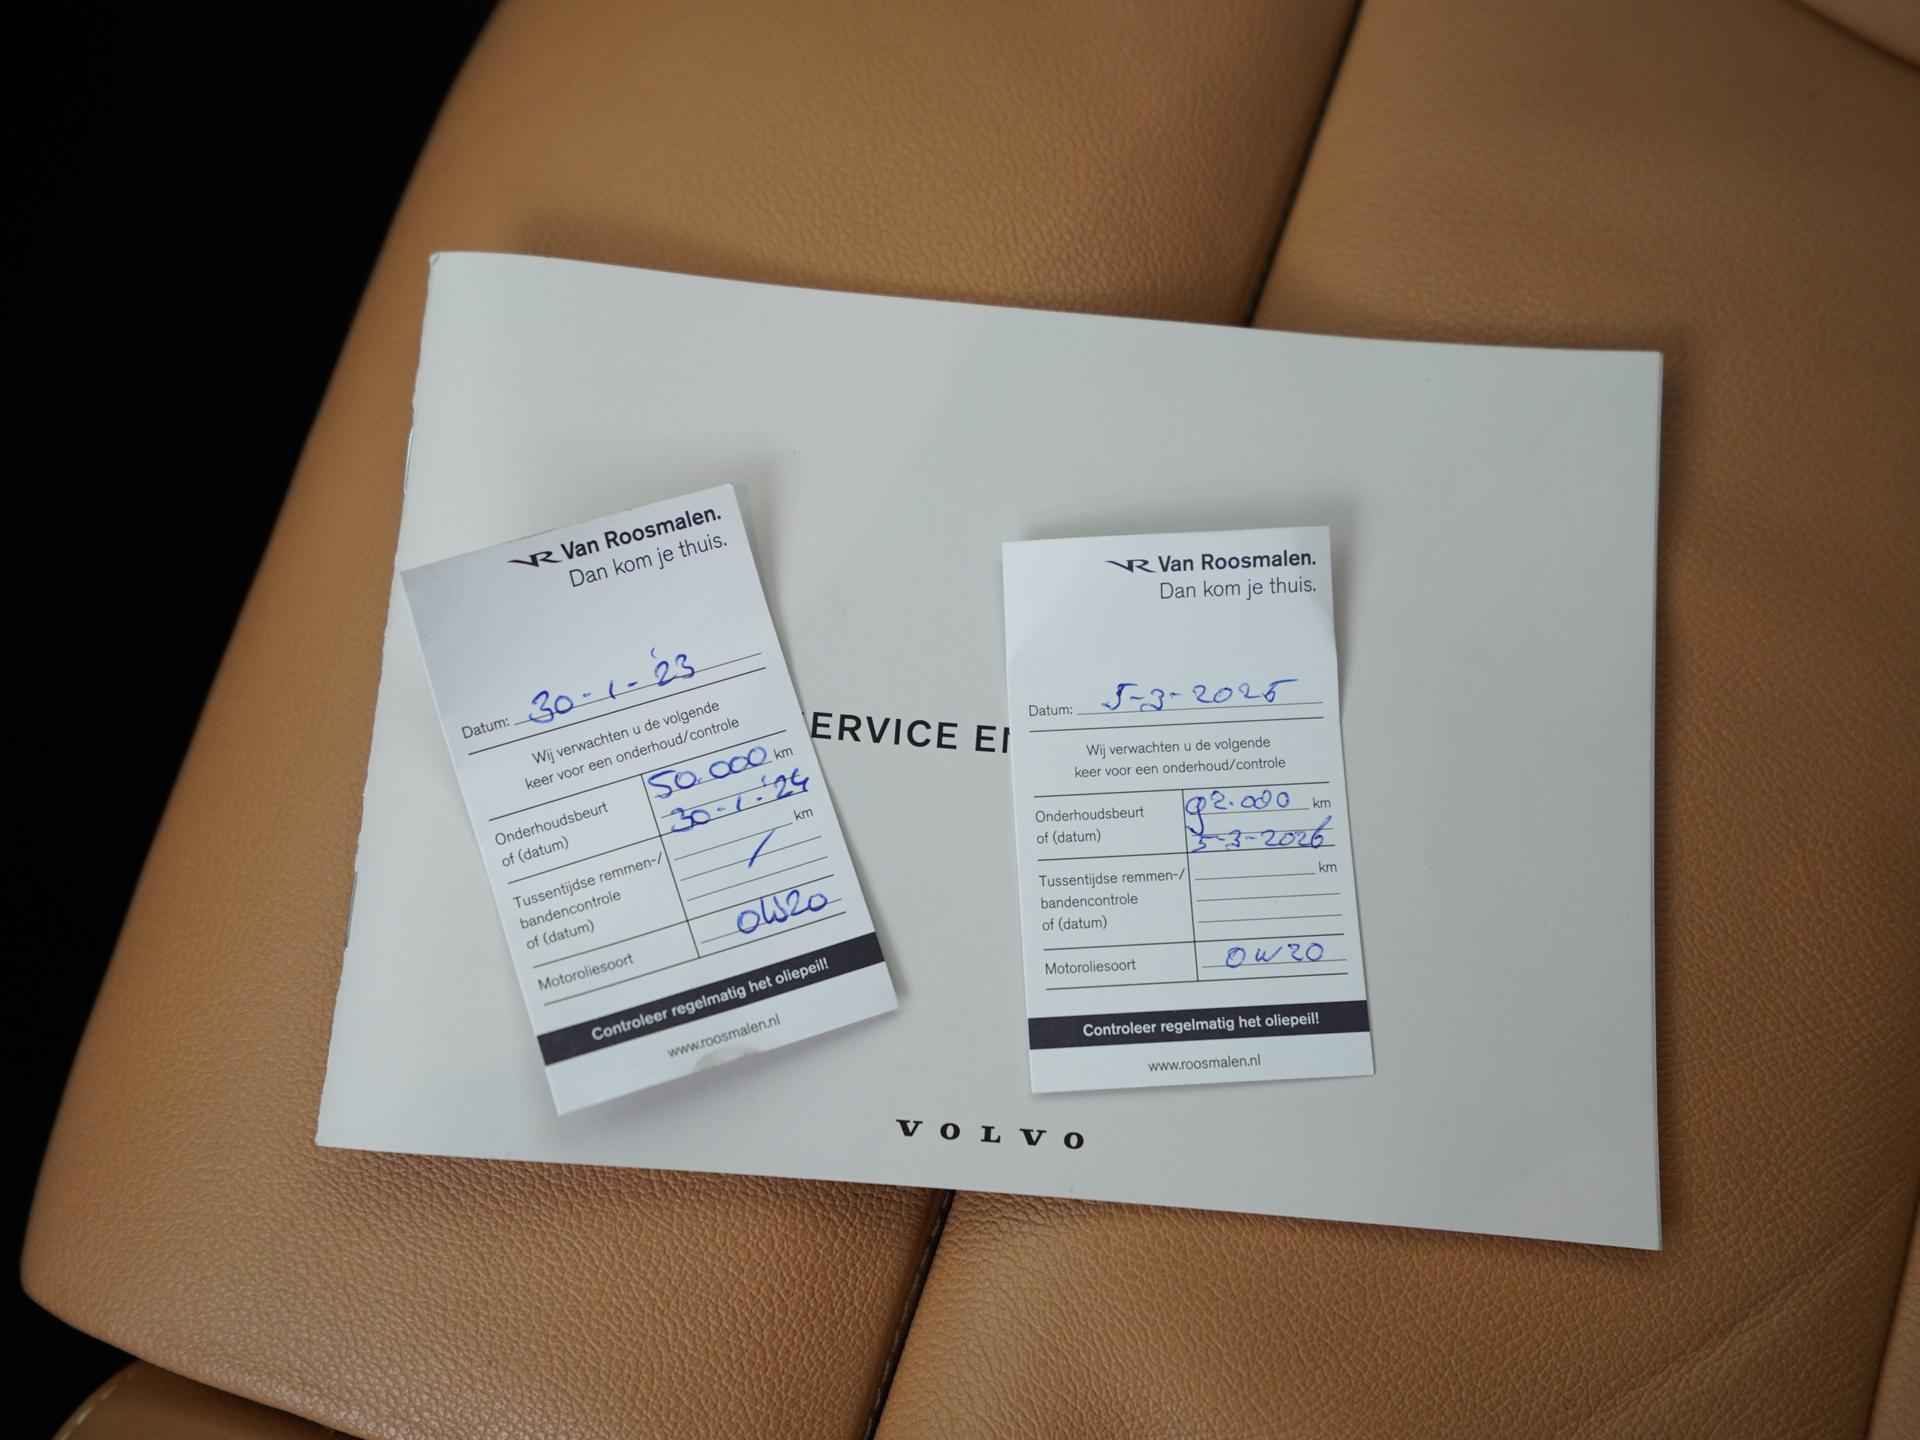 VR Van Roosmalen.
Dan kom je thuis.
Datum: 30-1-'23
Wij verwachten u de volgende
keer voor een onderhoud/controle
Onderhoudsbeurt 50.000 km
of (datum) 30-1-'24
Tussentijdse remmen-/ km
bandencontrole /
of (datum)
Motoroliesoort 0W20
Controleer regelmatig het oliepeil!
www.roosmalen.nl
ERVICE EN
VR Van Roosmalen.
Dan kom je thuis.
Datum: 5-3-2025
Wij verwachten u de volgende
keer voor een onderhoud/controle
Onderhoudsbeurt 92.000 km
of (datum) 5-3-2026
Tussentijdse remmen-/ km
bandencontrole
of (datum)
Motoroliesoort 0W20
Controleer regelmatig het oliepeil!
www.roosmalen.nl
VOLVO